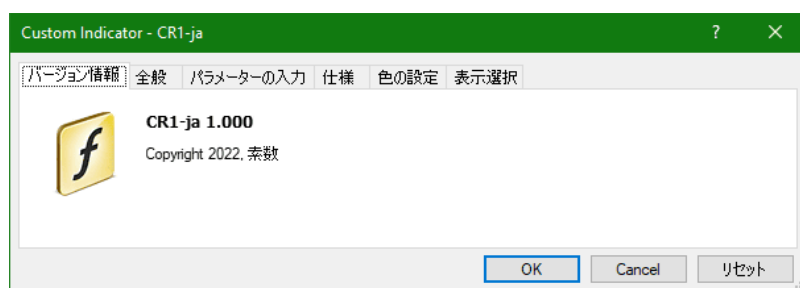 Custom Indicator - CR1-ja ? ×
バージョン情報 全般 パラメーターの入力 仕様 色の設定 表示選択
f
CR1-ja 1.000
Copyright 2022, 素数
OK Cancel リセット